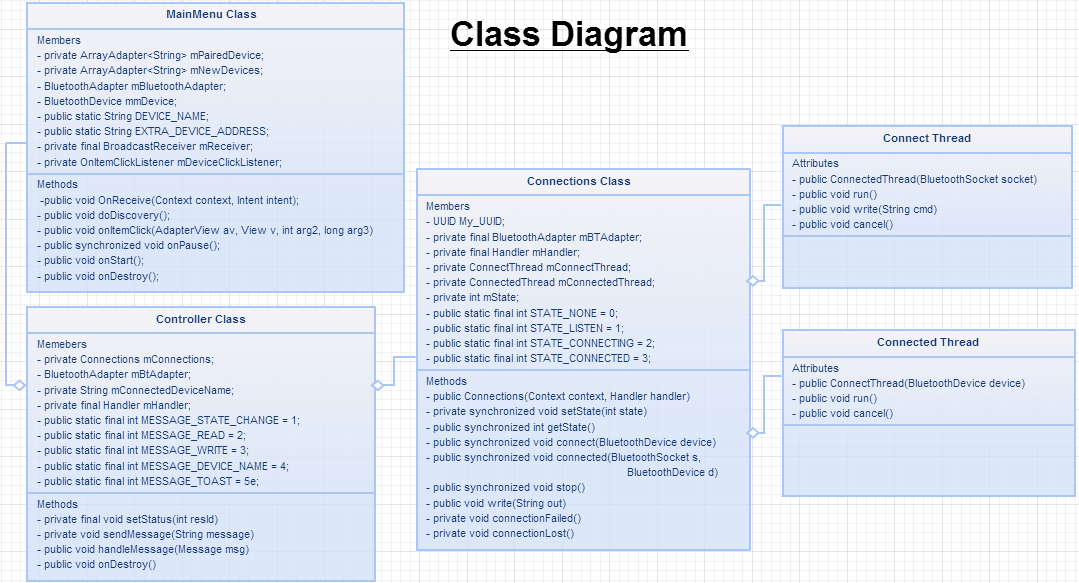 Class Diagram
MainMenu Class
Members
- private ArrayAdapter<String> mPairedDevice;
- private ArrayAdapter<String> mNewDevices;
- BluetoothAdapter mBluetoothAdapter;
- BluetoothDevice mmDevice;
- public static String DEVICE_NAME;
- public static String EXTRA_DEVICE_ADDRESS;
- private final BroadcastReceiver mReceiver;
- private OnItemClickListener mDeviceClickListener;
Methods
-public void OnReceive(Context context, Intent intent);
- public void doDiscovery();
- public void onItemClick(AdapterView av, View v, int arg2, long arg3)
- public synchronized void onPause();
- public void onStart();
- public void onDestroy();
Controller Class
Memebers
- private Connections mConnections;
- BluetoothAdapter mBtAdapter;
- private String mConnectedDeviceName;
- private final Handler mHandler;
- public static final int MESSAGE_STATE_CHANGE = 1;
- public static final int MESSAGE_READ = 2;
- public static final int MESSAGE_WRITE = 3;
- public static final int MESSAGE_DEVICE_NAME = 4;
- public static final int MESSAGE_TOAST = 5e;
Methods
- private final void setStatus(int resId)
- private void sendMessage(String message)
- public void handleMessage(Message msg)
- public void onDestroy()
Connections Class
Members
- UUID My_UUID;
- private final BluetoothAdapter mBTAdapter;
- private final Handler mHandler;
- private ConnectThread mConnectThread;
- private ConnectedThread mConnectedThread;
- private int mState;
- public static final int STATE_NONE = 0;
- public static final int STATE_LISTEN = 1;
- public static final int STATE_CONNECTING = 2;
- public static final int STATE_CONNECTED = 3;
Methods
- public Connections(Context context, Handler handler)
- private synchronized void setState(int state)
- public synchronized int getState()
- public synchronized void connect(BluetoothDevice device)
- public synchronized void connected(BluetoothSocket s,
BluetoothDevice d)
- public synchronized void stop()
- public void write(String out)
- private void connectionFailed()
- private void connectionLost()
Connect Thread
Attributes
- public ConnectedThread(BluetoothSocket socket)
- public void run()
- public void write(String cmd)
- public void cancel()
Connected Thread
Attributes
- public ConnectThread(BluetoothDevice device)
- public void run()
- public void cancel()